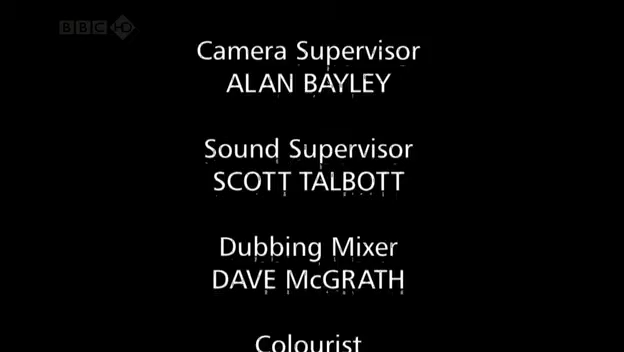 BBC HD
Camera Supervisor
ALAN BAYLEY
Sound Supervisor
SCOTT TALBOTT
Dubbing Mixer
DAVE McGRATH
Colourist